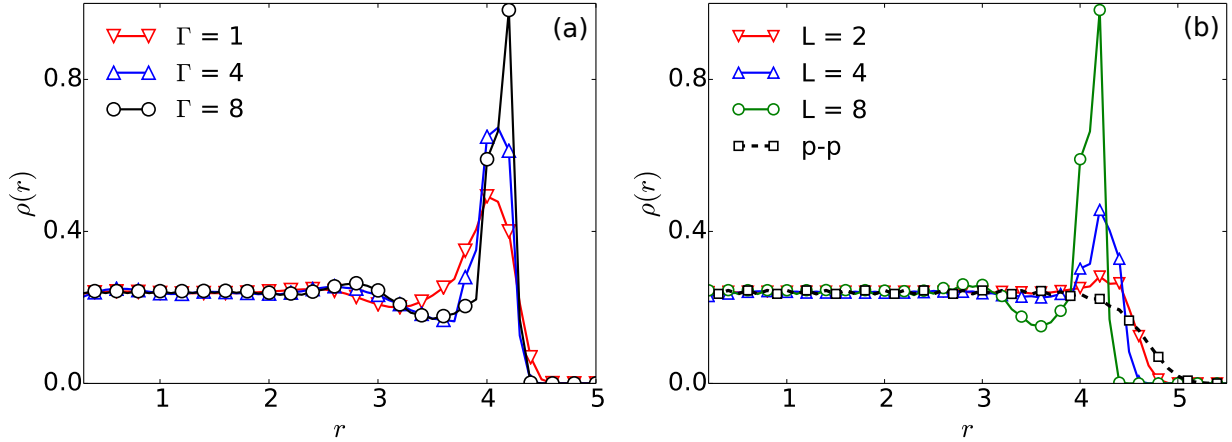 (a)
Γ = 1
Γ = 4
Γ = 8
0.8
0.4
0.0
ρ(r)
1 2 3 4 5
r
(b)
L = 2
L = 4
L = 8
p-p
0.8
0.4
0.0
ρ(r)
1 2 3 4 5
r